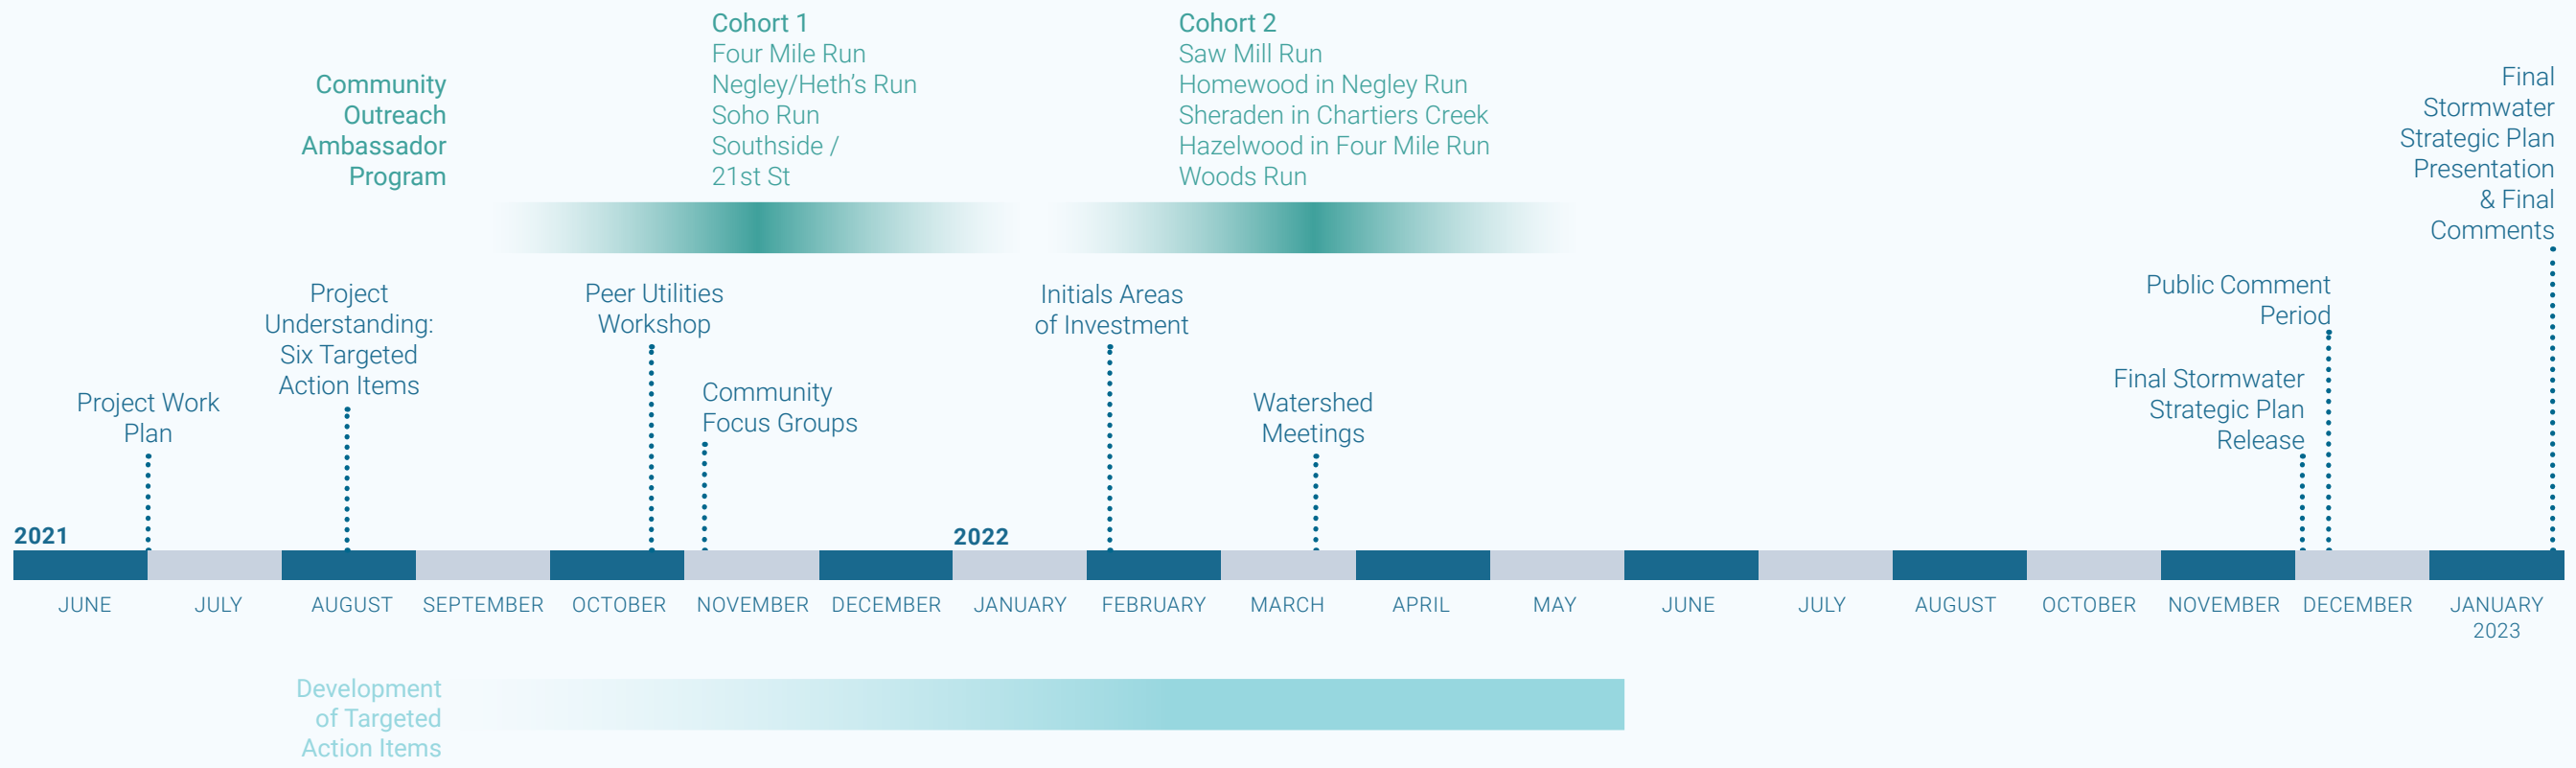 Community
Outreach
Ambassador
Program
Cohort 1
Four Mile Run
Negley/Heth’s Run
Soho Run
Southside /
21st St
Cohort 2
Saw Mill Run
Homewood in Negley Run
Sheraden in Chartiers Creek
Hazelwood in Four Mile Run
Woods Run
Project Work
Plan
Project
Understanding:
Six Targeted
Action Items
Peer Utilities
Workshop
Community
Focus Groups
Initials Areas
of Investment
Watershed
Meetings
Final Stormwater
Strategic Plan
Release
Public Comment
Period
Final
Stormwater
Strategic Plan
Presentation
& Final
Comments
2021
2022
JUNE
JULY
AUGUST
SEPTEMBER
OCTOBER
NOVEMBER
DECEMBER
JANUARY
FEBRUARY
MARCH
APRIL
MAY
JUNE
JULY
AUGUST
OCTOBER
NOVEMBER
DECEMBER
JANUARY
2023
Development
of Targeted
Action Items